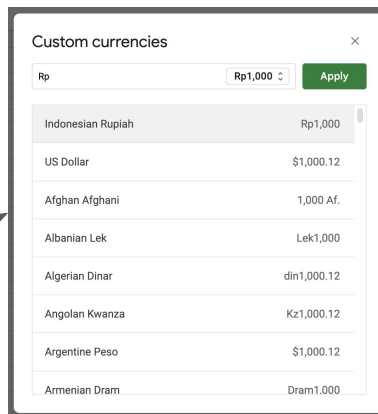 Custom currencies
Rp Rp1,000 Apply
Indonesian Rupiah Rp1,000
US Dollar $1,000.12
Afghan Afghani 1,000 Af.
Albanian Lek Lek1,000
Algerian Dinar din1,000.12
Angolan Kwanza Kz1,000.12
Argentine Peso $1,000.12
Armenian Dram Dram1,000